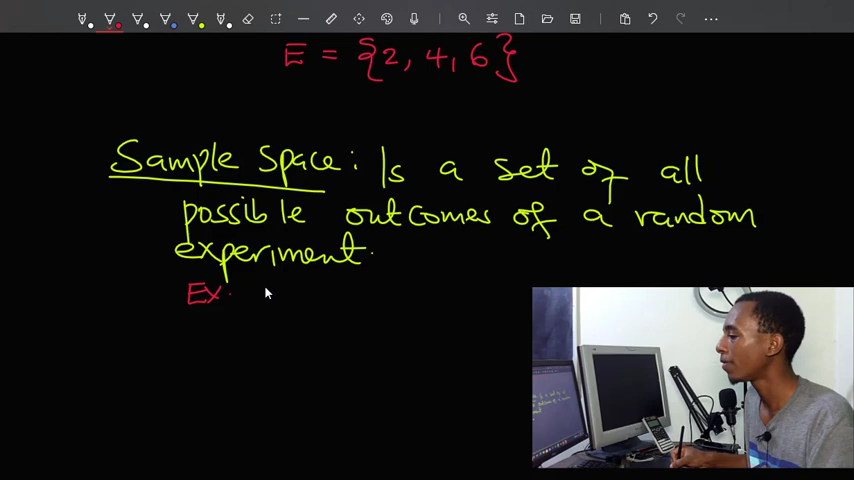 E = {2, 4, 6}
Sample Space: Is a set of all
possible outcomes of a random
experiment.
Ex.